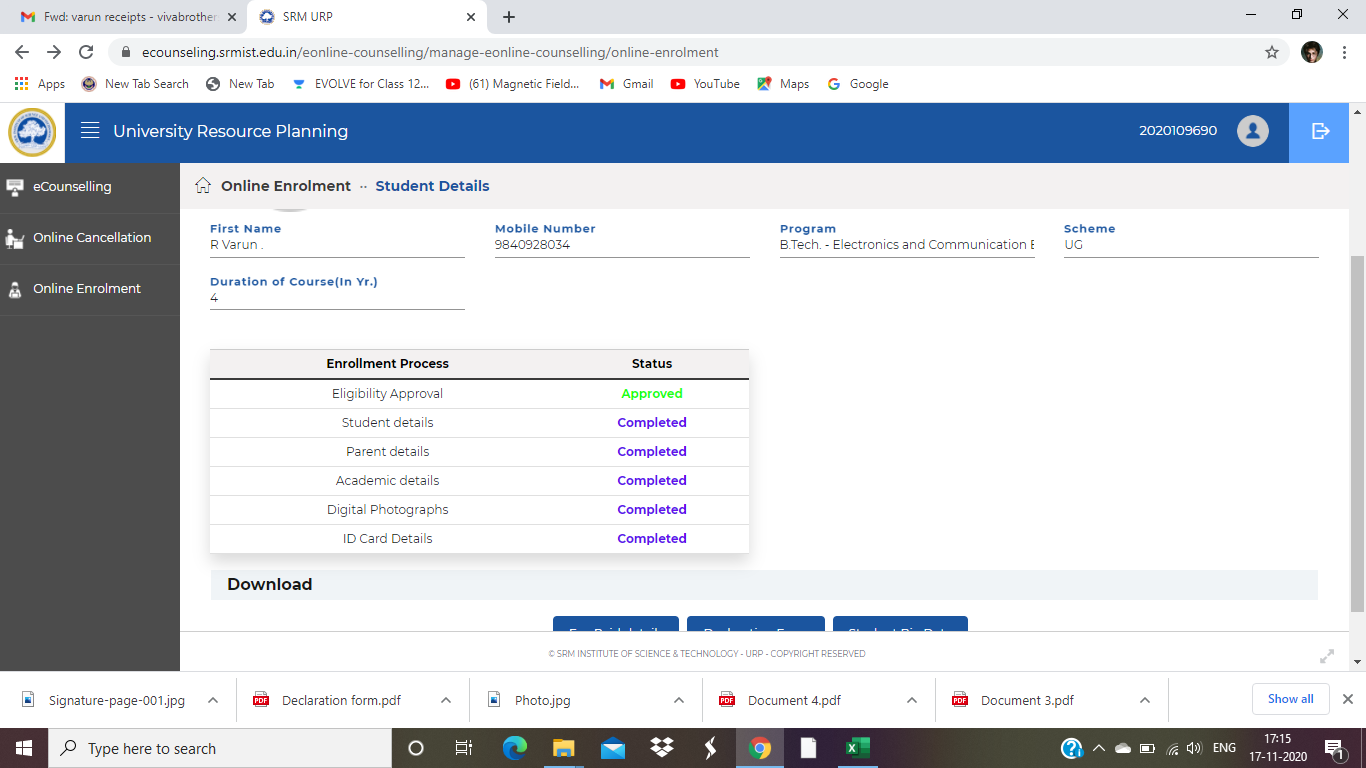 Fwd: varun receipts - vivabrother
SRM URP
ecounseling.srmist.edu.in/eonline-counselling/manage-eonline-counselling/online-enrolment
Apps New Tab Search New Tab EVOLVE for Class 12... (61) Magnetic Field... Gmail YouTube Maps Google
University Resource Planning 2020109690
eCounselling
Online Cancellation
Online Enrolment
Online Enrolment ·· Student Details
First Name Mobile Number Program Scheme
R Varun . 9840928034 B.Tech. - Electronics and Communication E UG
Duration of Course(In Yr.)
4
Enrollment Process Status
Eligibility Approval Approved
Student details Completed
Parent details Completed
Academic details Completed
Digital Photographs Completed
ID Card Details Completed
Download
© SRM INSTITUTE OF SCIENCE & TECHNOLOGY - URP - COPYRIGHT RESERVED
Signature-page-001.jpg Declaration form.pdf Photo.jpg Document 4.pdf Document 3.pdf Show all
Type here to search ENG 17:15
17-11-2020
1